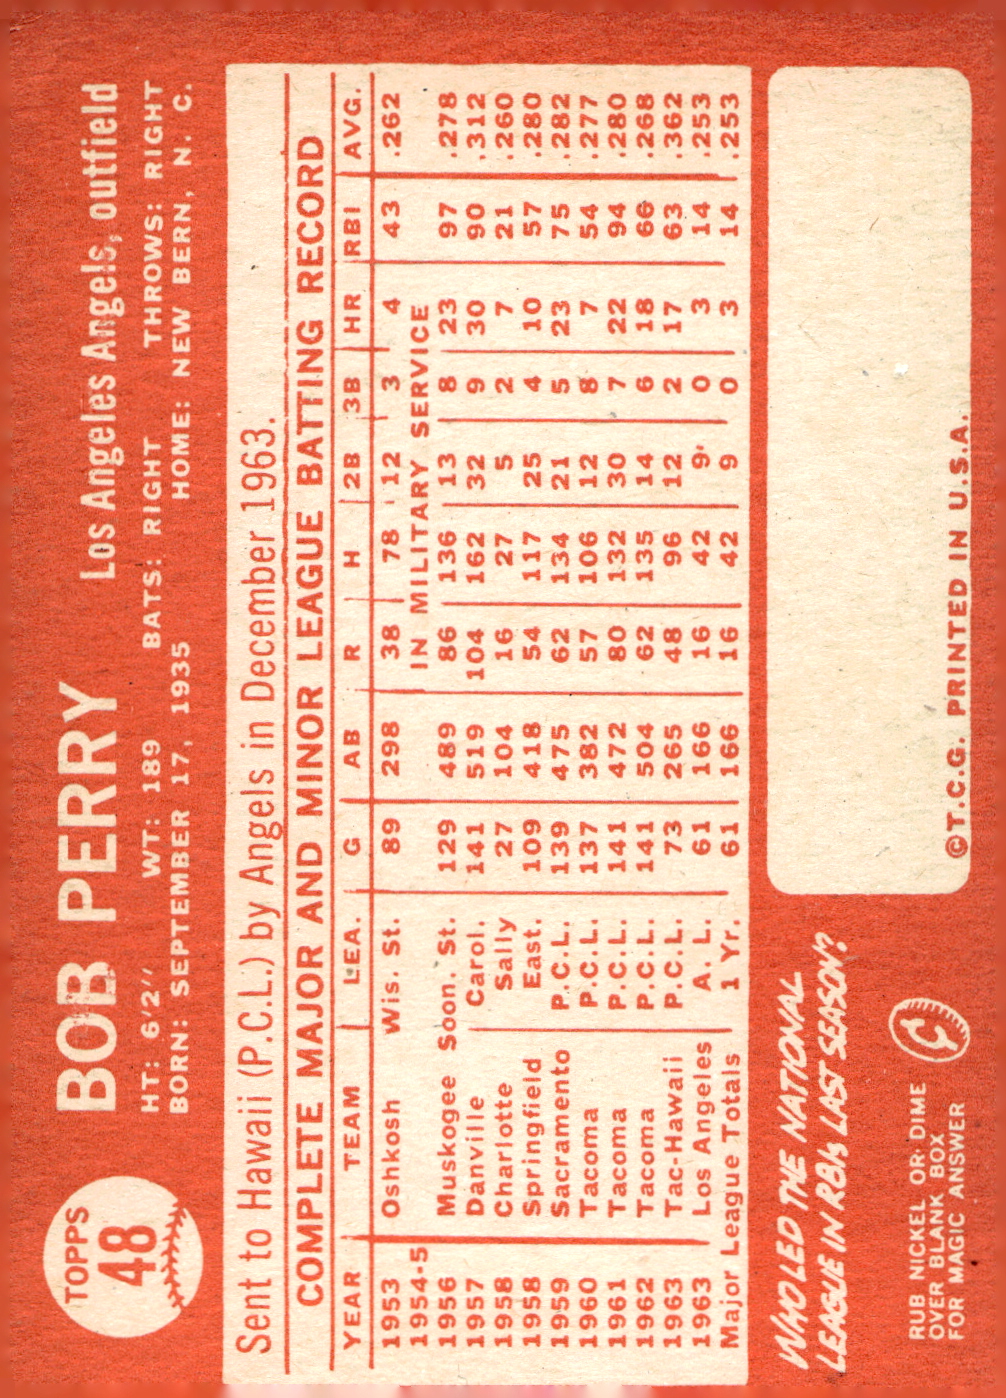 TOPPS
48
BOB PERRY
Los Angeles Angels, outfield
HT: 6'2'' WT: 189 BATS: RIGHT THROWS: RIGHT
BORN: SEPTEMBER 17, 1935 HOME: NEW BERN, N. C.
Sent to Hawaii (P.C.L.) by Angels in December 1963.
COMPLETE MAJOR AND MINOR LEAGUE BATTING RECORD
YEAR TEAM LEA. G AB R H 2B 3B HR RBI AVG.
1953 Oshkosh Wis. St. 89 298 38 78 12 3 4 43 .262
1954-5 IN MILITARY SERVICE
1956 Muskogee Soon. St. 129 489 86 136 13 8 23 97 .278
1957 Danville Carol. 141 519 104 162 32 9 30 90 .312
1958 Charlotte Sally 27 104 16 27 5 2 7 21 .260
1958 Springfield East. 109 418 54 117 25 4 10 57 .280
1959 Sacramento P.C.L. 139 475 62 134 21 5 23 75 .282
1960 Tacoma P.C.L. 137 382 57 106 12 8 7 54 .277
1961 Tacoma P.C.L. 141 472 80 132 30 7 22 94 .280
1962 Tacoma P.C.L. 141 504 62 135 14 6 18 66 .268
1963 Tac-Hawaii P.C.L. 73 265 48 96 12 2 17 63 .362
1963 Los Angeles A. L. 61 166 16 42 9 0 3 14 .253
Major League Totals 1 Yr. 61 166 16 42 9 0 3 14 .253
WHO LED THE NATIONAL
LEAGUE IN RBIs LAST SEASON?
RUB NICKEL OR DIME
OVER BLANK BOX
FOR MAGIC ANSWER
©T.C.G. PRINTED IN U.S.A.